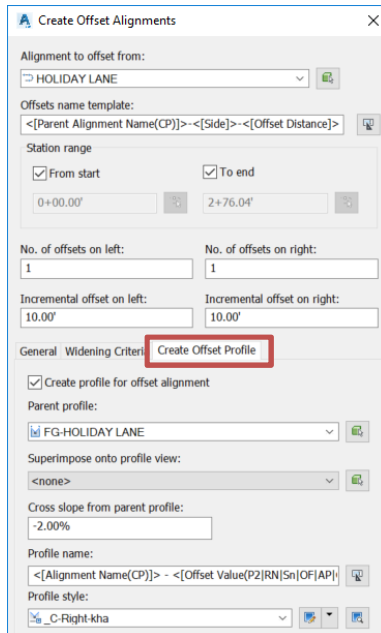 Create Offset Alignments
Alignment to offset from:
HOLIDAY LANE
Offsets name template:
<[Parent Alignment Name(CP)]>-<[Side]>-<[Offset Distance]>
Station range
From start To end
0+00.00' 2+76.04'
No. of offsets on left: No. of offsets on right:
1 1
Incremental offset on left: Incremental offset on right:
10.00' 10.00'
General Widening Criteria Create Offset Profile
Create profile for offset alignment
Parent profile:
FG-HOLIDAY LANE
Superimpose onto profile view:
<none>
Cross slope from parent profile:
-2.00%
Profile name:
<[Alignment Name(CP)]> - <[Offset Value(P2|RN|Sn|OF|AP|
Profile style:
_C-Right-kha